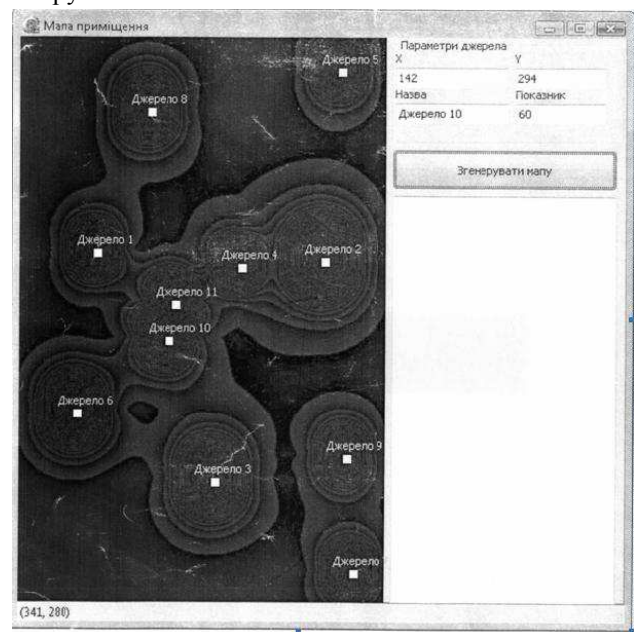 Мапа приміщення
Параметри джерела
X Y
142 294
Назва Показник
Джерело 10 60
Згенерувати мапу
Джерело 5
Джерело 8
Джерело 1
Джерело 4
Джерело 2
Джерело 11
Джерело 10
Джерело 6
Джерело 9
Джерело 3
Джерело
(341, 280)